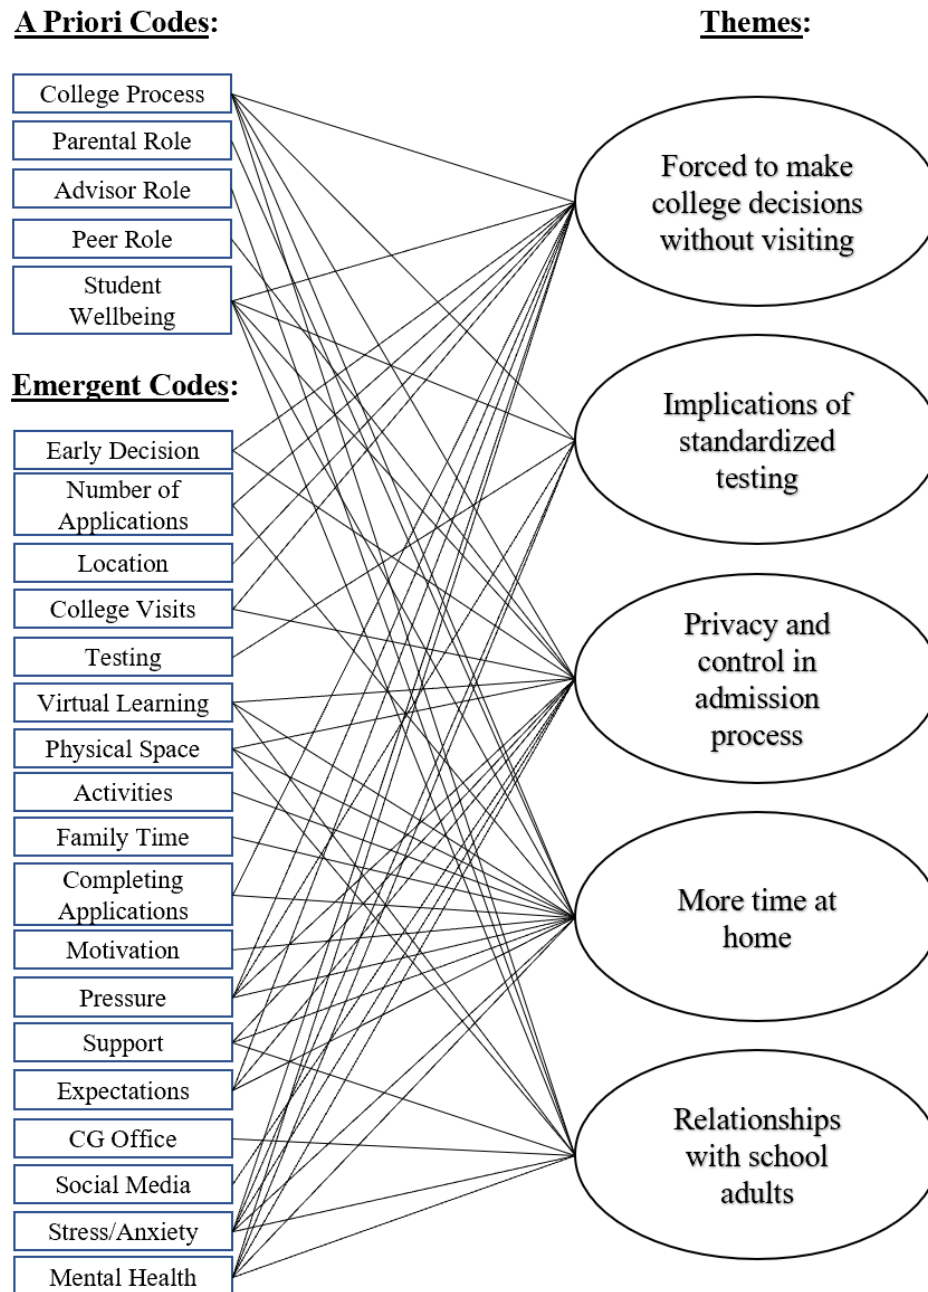 A Priori Codes:
College Process
Parental Role
Advisor Role
Peer Role
Student
Wellbeing
Emergent Codes:
Early Decision
Number of
Applications
Location
College Visits
Testing
Virtual Learning
Physical Space
Activities
Family Time
Completing
Applications
Motivation
Pressure
Support
Expectations
CG Office
Social Media
Stress/Anxiety
Mental Health
Themes:
Forced to make
college decisions
without visiting
Implications of
standardized
testing
Privacy and
control in
admission
process
More time at
home
Relationships
with school
adults